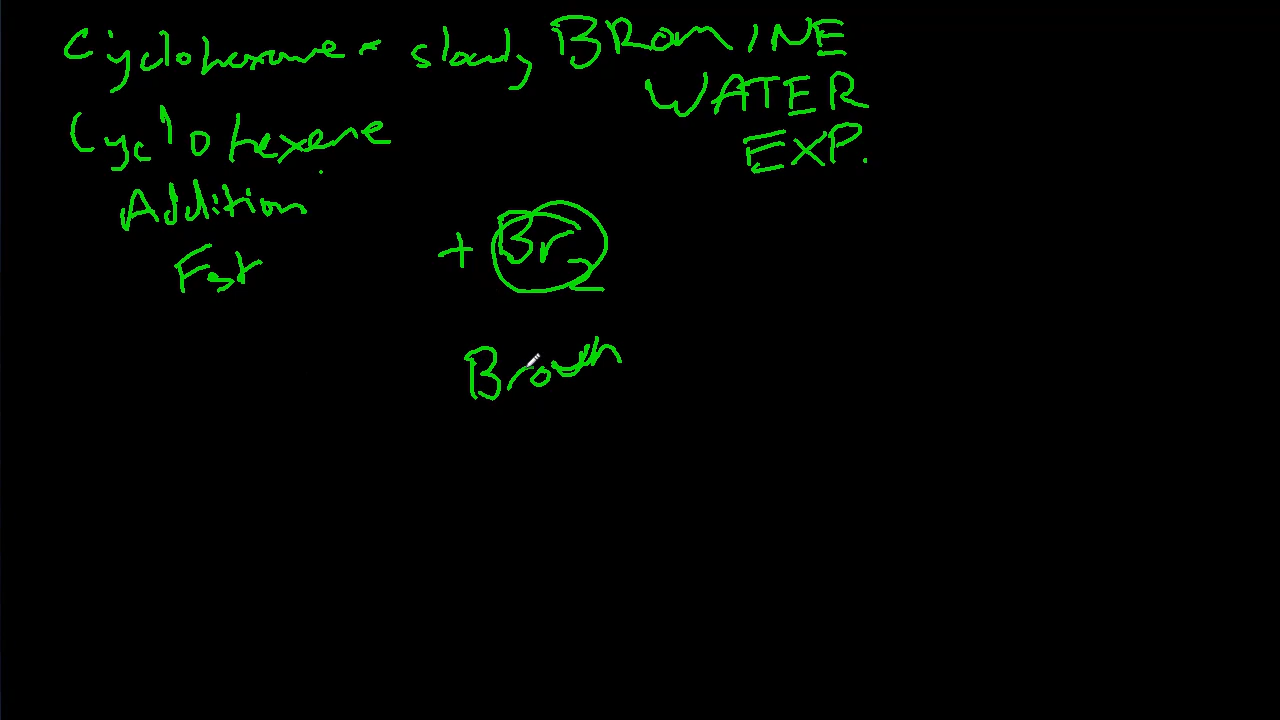 Cyclohexane - slowly
BROMINE
WATER
EXP.
Cyclohexene
Addition
Fast
+ Br2
Brown